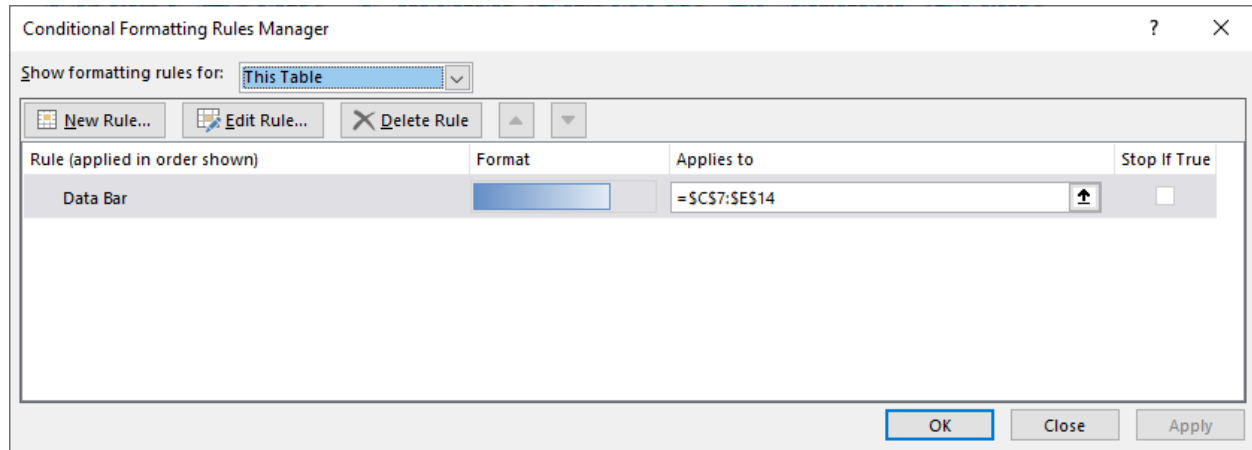 Conditional Formatting Rules Manager ?
Show formatting rules for: This Table
New Rule... Edit Rule... Delete Rule
Rule (applied in order shown) Format Applies to Stop If True
Data Bar =$C$7:$E$14
OK Close Apply